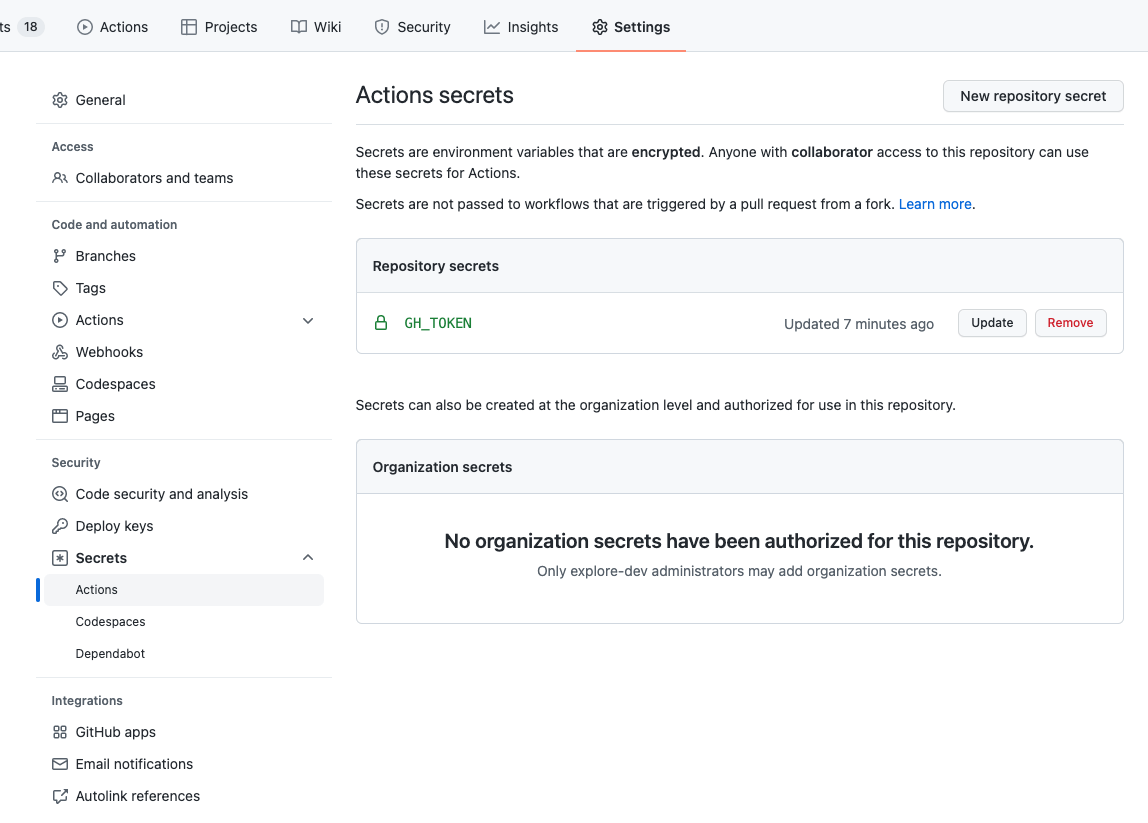 ts 18 Actions Projects Wiki Security Insights Settings
General
Access
Collaborators and teams
Code and automation
Branches
Tags
Actions
Webhooks
Codespaces
Pages
Security
Code security and analysis
Deploy keys
Secrets
Actions
Codespaces
Dependabot
Integrations
GitHub apps
Email notifications
Autolink references
Actions secrets
New repository secret
Secrets are environment variables that are encrypted. Anyone with collaborator access to this repository can use
these secrets for Actions.
Secrets are not passed to workflows that are triggered by a pull request from a fork. Learn more.
Repository secrets
GH_TOKEN Updated 7 minutes ago Update Remove
Secrets can also be created at the organization level and authorized for use in this repository.
Organization secrets
No organization secrets have been authorized for this repository.
Only explore-dev administrators may add organization secrets.